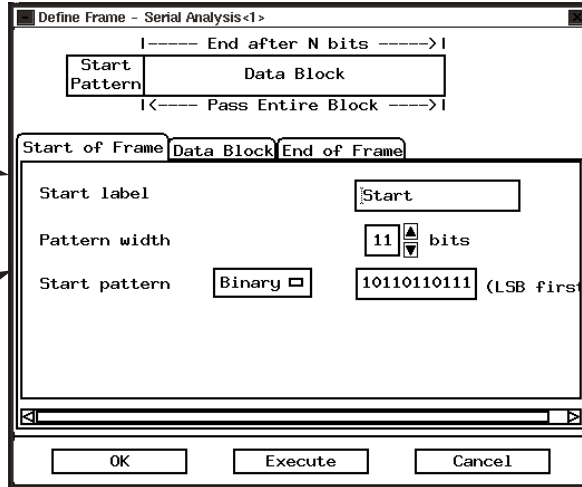 Define Frame - Serial Analysis<1>
|----- End after N bits ----->|
Start Pattern
Data Block
|<---- Pass Entire Block ---->|
Start of Frame Data Block End of Frame
Start label Start
Pattern width 11 bits
Start pattern Binary 10110110111 (LSB first
OK Execute Cancel